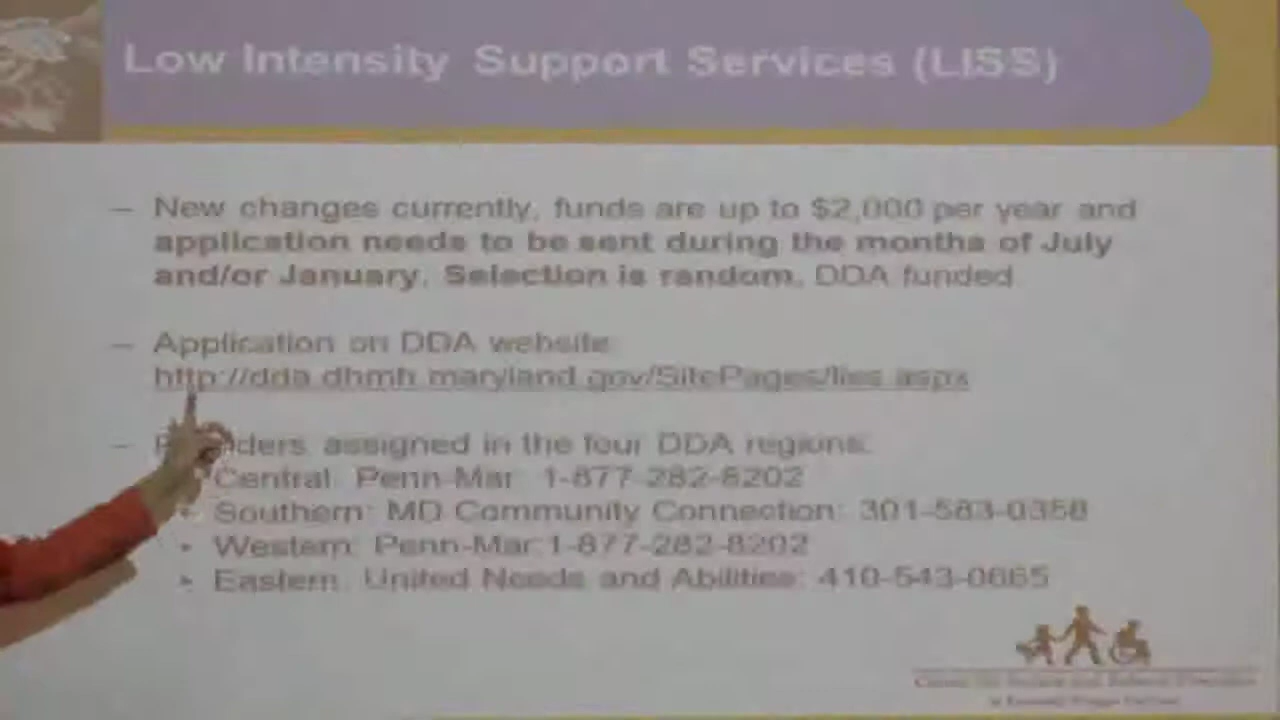 Low Intensity Support Services (LISS)
– New changes currently, funds are up to $2,000 per year and
application needs to be sent during the months of July
and/or January. Selection is random. DDA funded
– Application on DDA website
http://dda.dhmh.maryland.gov/SitePages/liss.aspx
– assigned in the four DDA regions:
Central: Penn-Mar: 1-877-282-8202
• Southern: MD Community Connection: 301-583-0358
• Western: Penn-Mar:1-877-282-8202
• Eastern: United Needs and Abilities: 410-543-0665